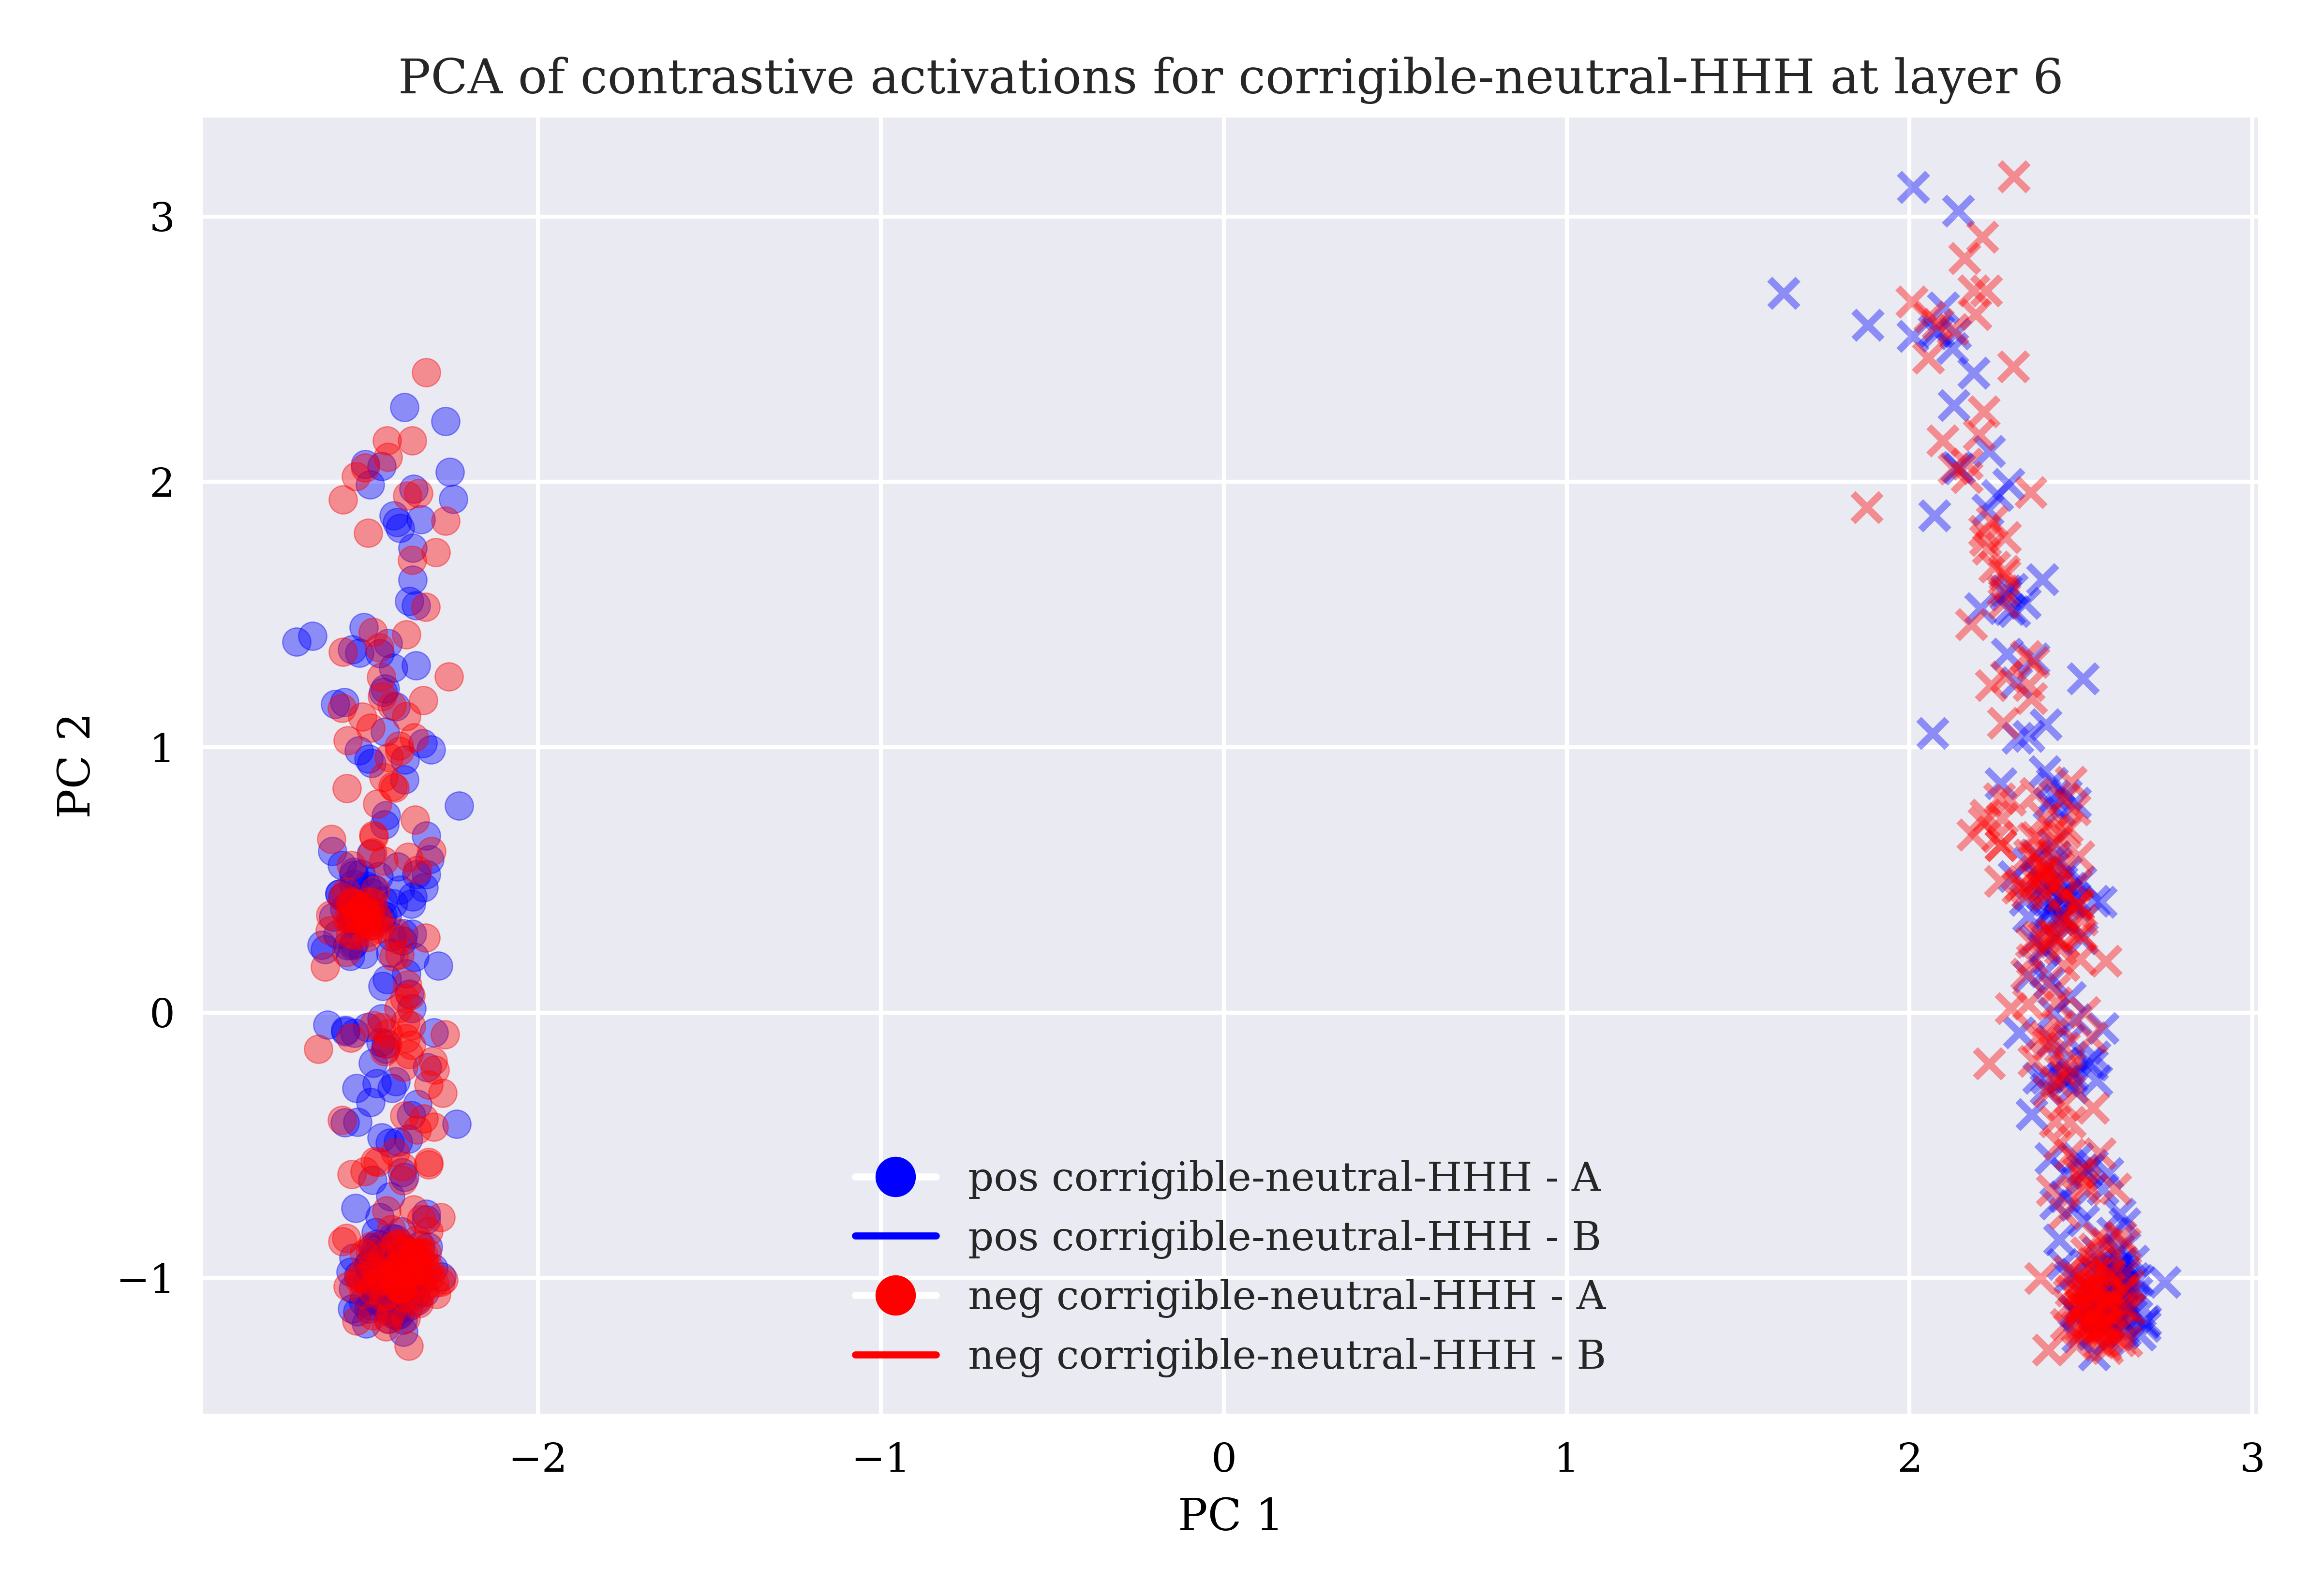 PCA of contrastive activations for corrigible-neutral-HHH at layer 6
3
2
1
0
−1
PC 2
pos corrigible-neutral-HHH - A
pos corrigible-neutral-HHH - B
neg corrigible-neutral-HHH - A
neg corrigible-neutral-HHH - B
−2 −1 0 1 2 3
PC 1